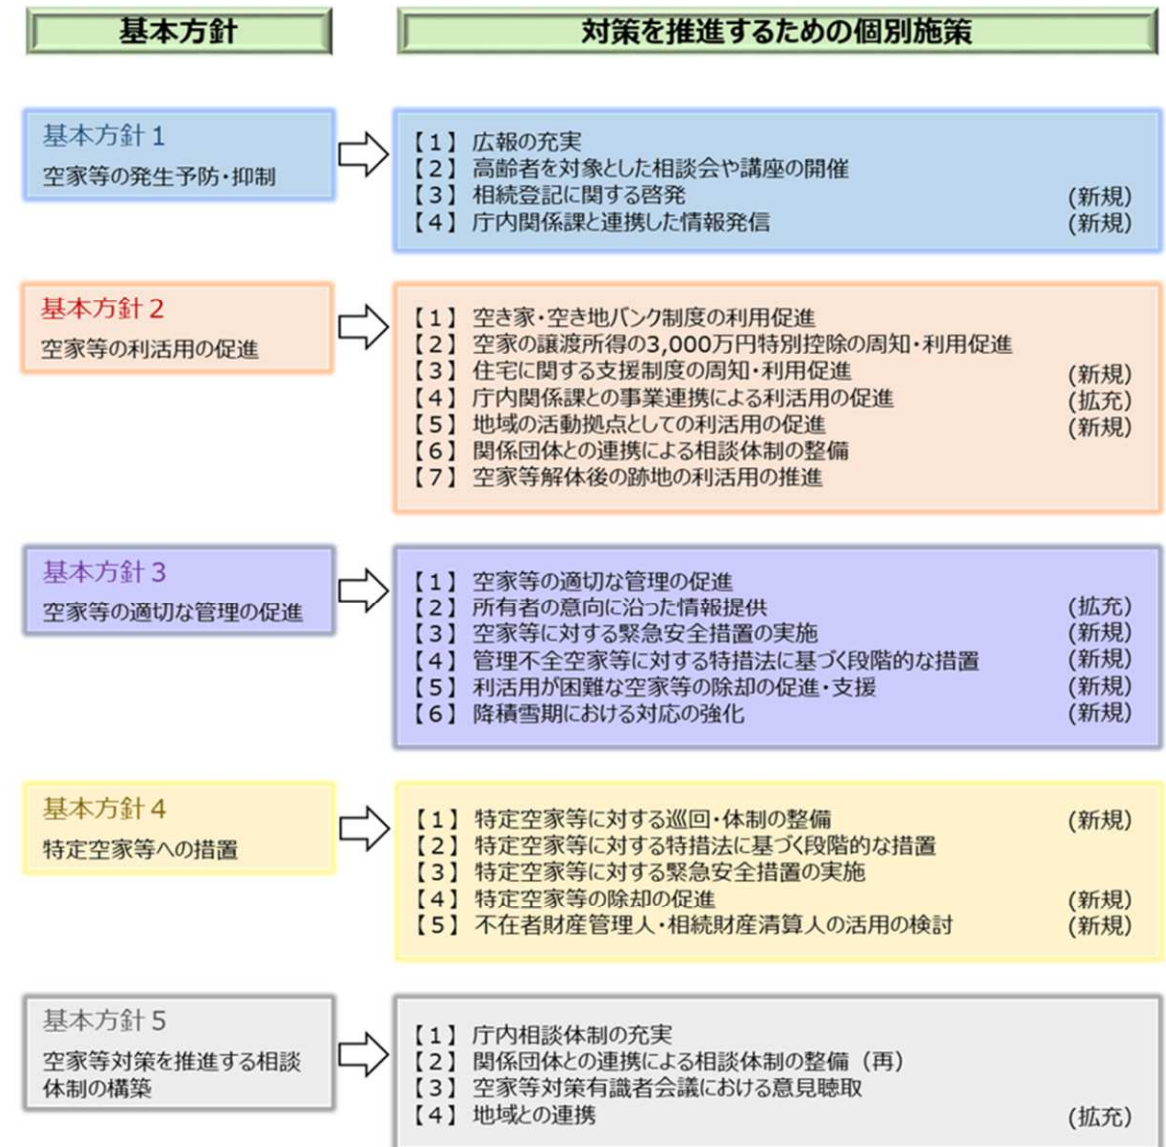 基本方針
対策を推進するための個別施策
基本方針1
空家等の発生予防・抑制
【1】広報の充実
【2】高齢者を対象とした相談会や講座の開催
【3】相続登記に関する啓発 (新規)
【4】庁内関係課と連携した情報発信 (新規)
基本方針2
空家等の利活用の促進
【1】空き家・空き地バンク制度の利用促進
【2】空家の譲渡所得の3,000万円特別控除の周知・利用促進
【3】住宅に関する支援制度の周知・利用促進 (新規)
【4】庁内関係課との事業連携による利活用の促進 (拡充)
【5】地域の活動拠点としての利活用の促進 (新規)
【6】関係団体との連携による相談体制の整備
【7】空家等解体後の跡地の利活用の推進
基本方針3
空家等の適切な管理の促進
【1】空家等の適切な管理の促進
【2】所有者の意向に沿った情報提供 (拡充)
【3】空家等に対する緊急安全措置の実施 (新規)
【4】管理不全空家等に対する特措法に基づく段階的な措置 (新規)
【5】利活用が困難な空家等の除却の促進・支援 (新規)
【6】降積雪期における対応の強化 (新規)
基本方針4
特定空家等への措置
【1】特定空家等に対する巡回・体制の整備 (新規)
【2】特定空家等に対する特措法に基づく段階的な措置
【3】特定空家等に対する緊急安全措置の実施
【4】特定空家等の除却の促進 (新規)
【5】不在者財産管理人・相続財産清算人の活用の検討 (新規)
基本方針5
空家等対策を推進する相談
体制の構築
【1】庁内相談体制の充実
【2】関係団体との連携による相談体制の整備（再）
【3】空家等対策有識者会議における意見聴取
【4】地域との連携 (拡充)